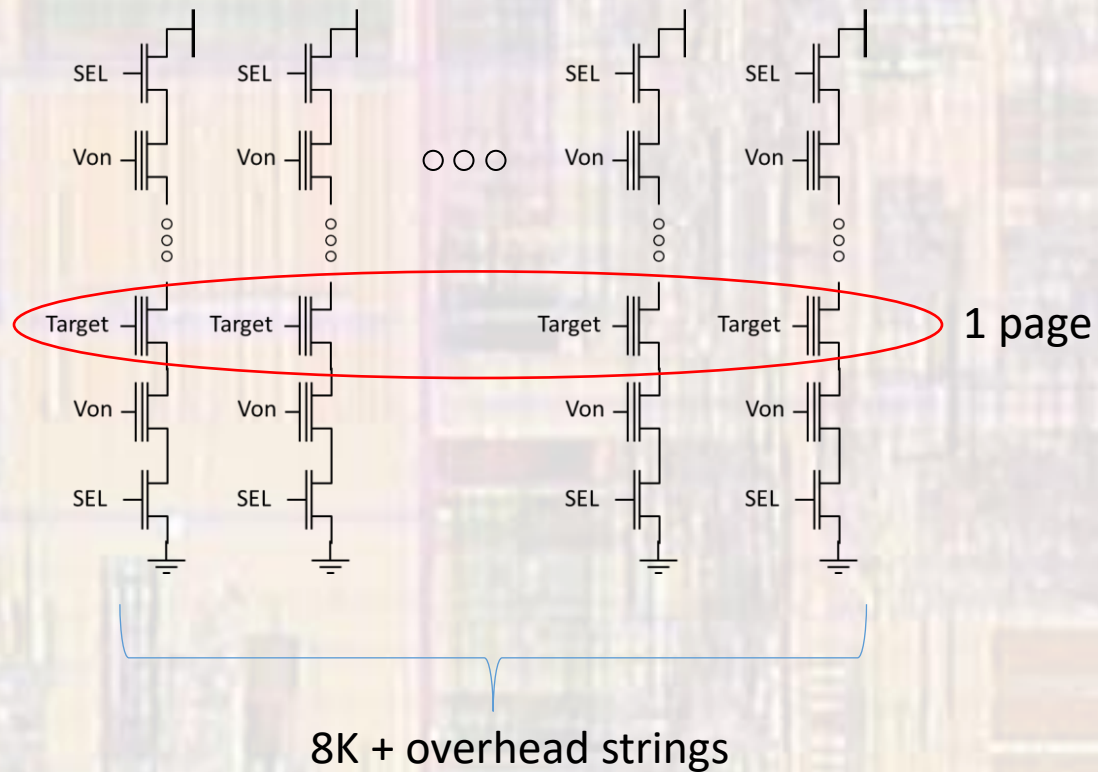 SEL SEL SEL SEL
Von Von Von Von
Target Target Target Target 1 page
Von Von Von Von
SEL SEL SEL SEL
8K + overhead strings